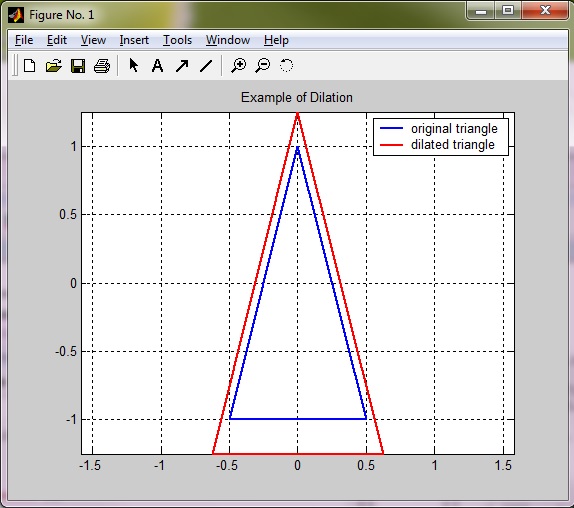 Figure No. 1
File Edit View Insert Tools Window Help
A
Example of Dilation
original triangle
dilated triangle
1
0.5
0
-0.5
-1
-1.5 -1 -0.5 0 0.5 1 1.5